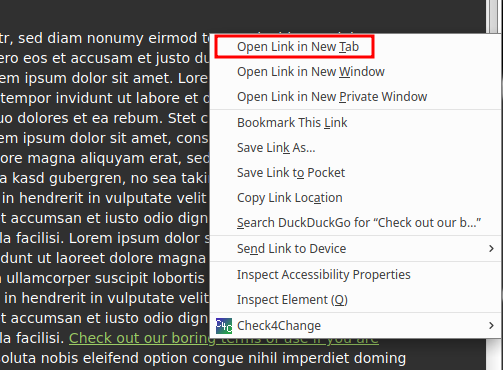 tr, sed diam nonumy eirmod
ero eos et accusam et justo du
em ipsum dolor sit amet. Lore
tempor invidunt ut labore et d
uo dolores et ea rebum. Stet c
m ipsum dolor sit amet, cons
ore magna aliquyam erat, sed
a kasd gubergren, no sea taki
in hendrerit in vulputate velit
t accumsan et iusto odio dign
la facilisi. Lorem ipsum dolor s
dunt ut laoreet dolore magna
ullamcorper suscipit lobortis
in hendrerit in vulputate velit
t accumsan et iusto odio dign
la facilisi. Check out our boring terms of use if you are
soluta nobis eleifend option congue nihil imperdiet doming
Open Link in New Tab
Open Link in New Window
Open Link in New Private Window
Bookmark This Link
Save Link As...
Save Link to Pocket
Copy Link Location
Search DuckDuckGo for “Check out our b...”
Send Link to Device
Inspect Accessibility Properties
Inspect Element (Q)
C4C Check4Change